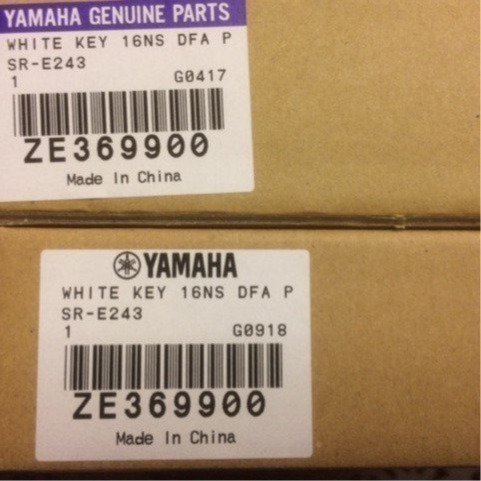 YAMAHA GENUINE PARTS
WHITE KEY 16NS DFA P
SR-E243
1 G0417
ZE369900
Made In China
YAMAHA
WHITE KEY 16NS DFA P
SR-E243
1 G0918
ZE369900
Made In China